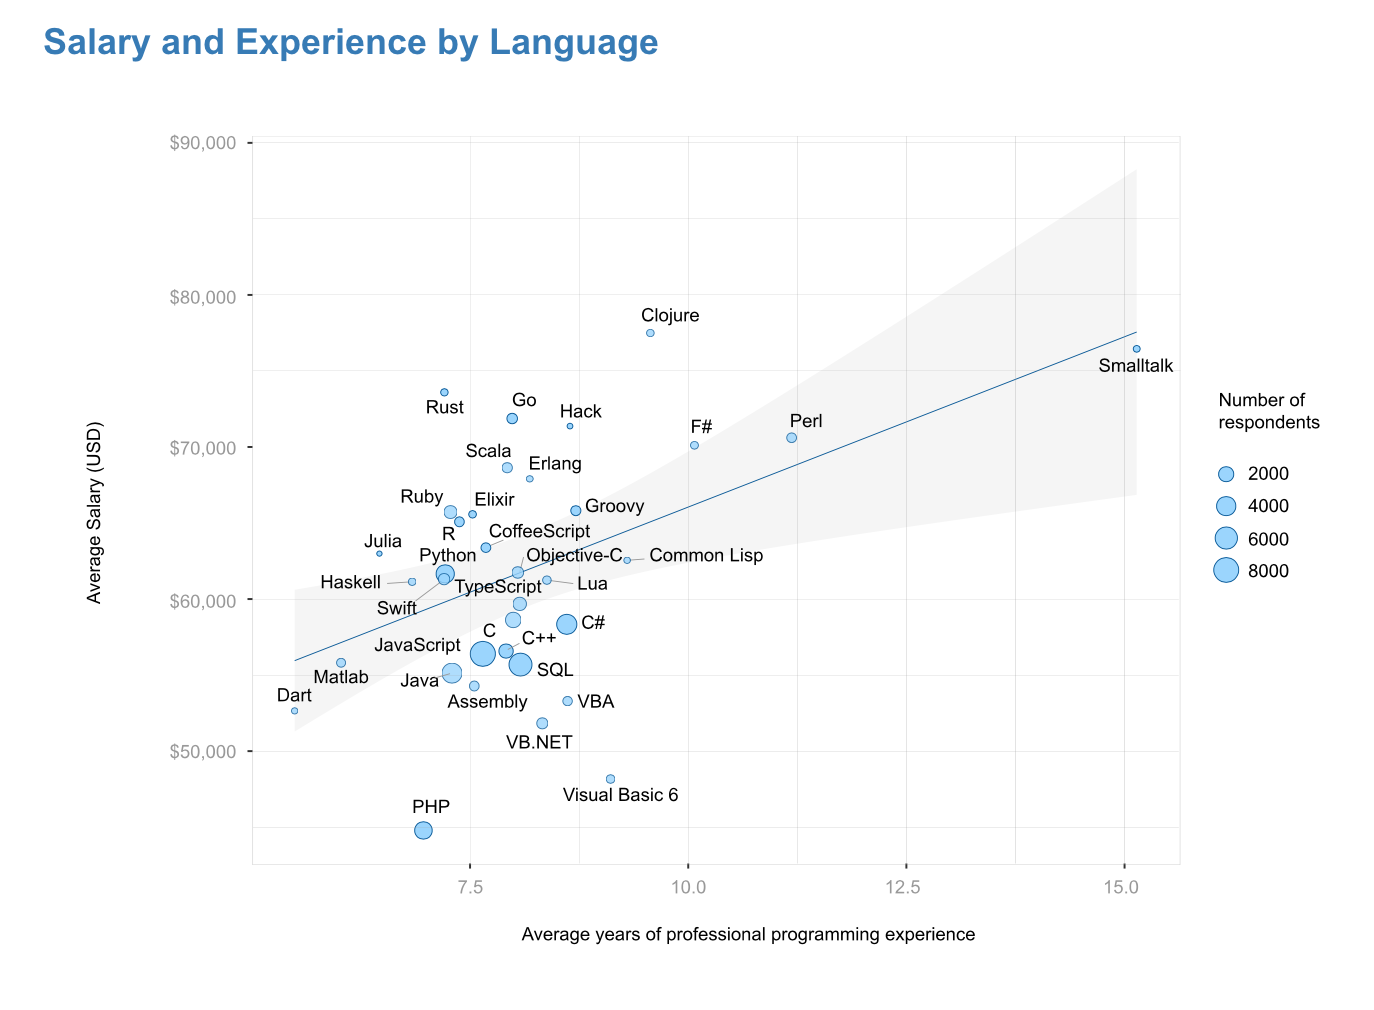 Salary and Experience by Language
$90,000
$80,000
$70,000
$60,000
$50,000
Average Salary (USD)
Clojure
Smalltalk
Rust
Go
Hack
F#
Perl
Scala
Erlang
Ruby
Elixir
Groovy
R
CoffeeScript
Julia
Python
Objective-C
Common Lisp
Haskell
TypeScript
Lua
Swift
C
C#
JavaScript
C++
SQL
Matlab
Java
Dart
Assembly
VBA
VB.NET
Visual Basic 6
PHP
7.5
10.0
12.5
15.0
Average years of professional programming experience
Number of
respondents
2000
4000
6000
8000